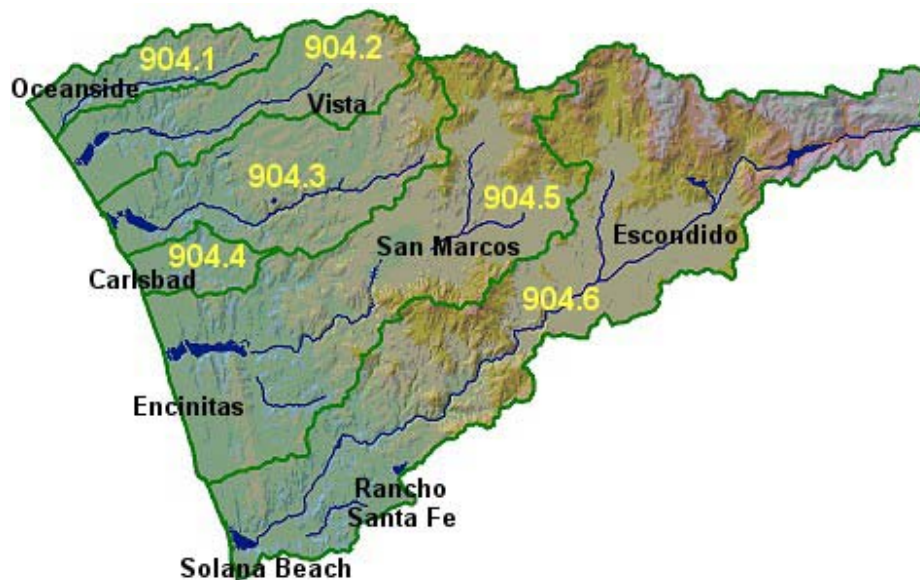 904.1
904.2
Oceanside
Vista
904.3
904.5
904.4
San Marcos
Escondido
Carlsbad
904.6
Encinitas
Rancho
Santa Fe
Solana Beach